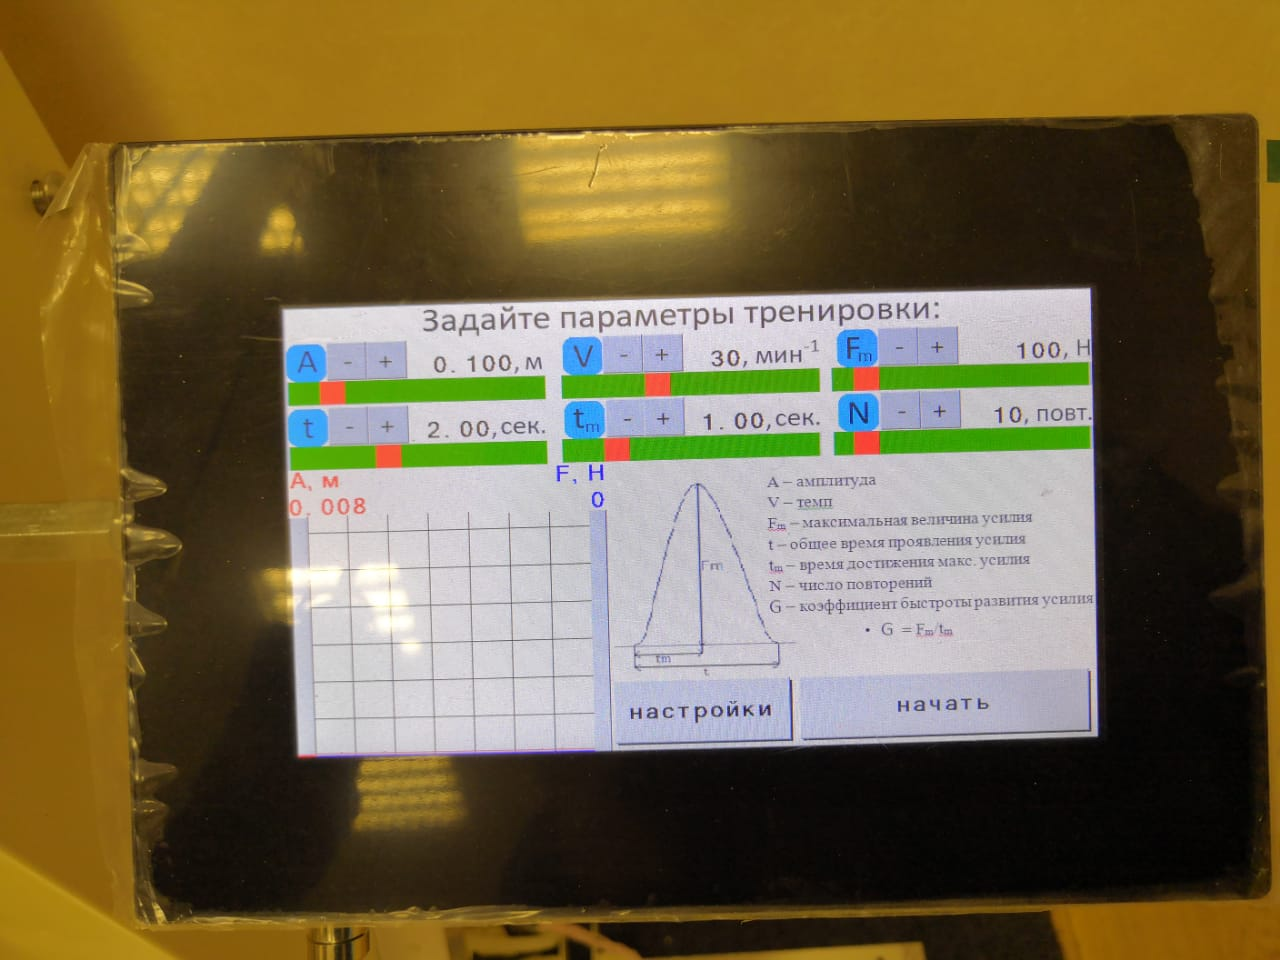 Задайте параметры тренировки:
A - + 0.100, м
V - + 30, мин⁻¹
Fm - + 100, Н
t - + 2.00, сек.
tm - + 1.00, сек.
N - + 10, повт.
А, м
0.008
F, Н
0
Fm
tm
t
А – амплитуда
V – темп
Fm – максимальная величина усилия
t – общее время проявления усилия
tm – время достижения макс. усилия
N – число повторений
G – коэффициент быстроты развития усилия
• G = Fm/tm
настройки
начать